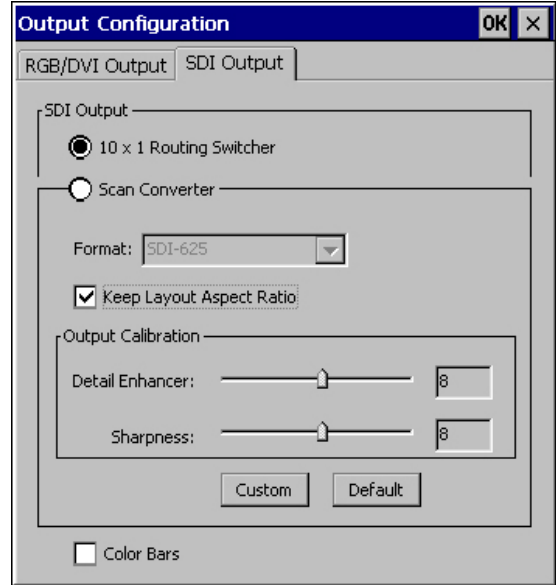 Output Configuration OK ×
RGB/DVI Output SDI Output
SDI Output
10 x 1 Routing Switcher
Scan Converter
Format: SDI-625
Keep Layout Aspect Ratio
Output Calibration
Detail Enhancer: 8
Sharpness: 8
Custom Default
Color Bars